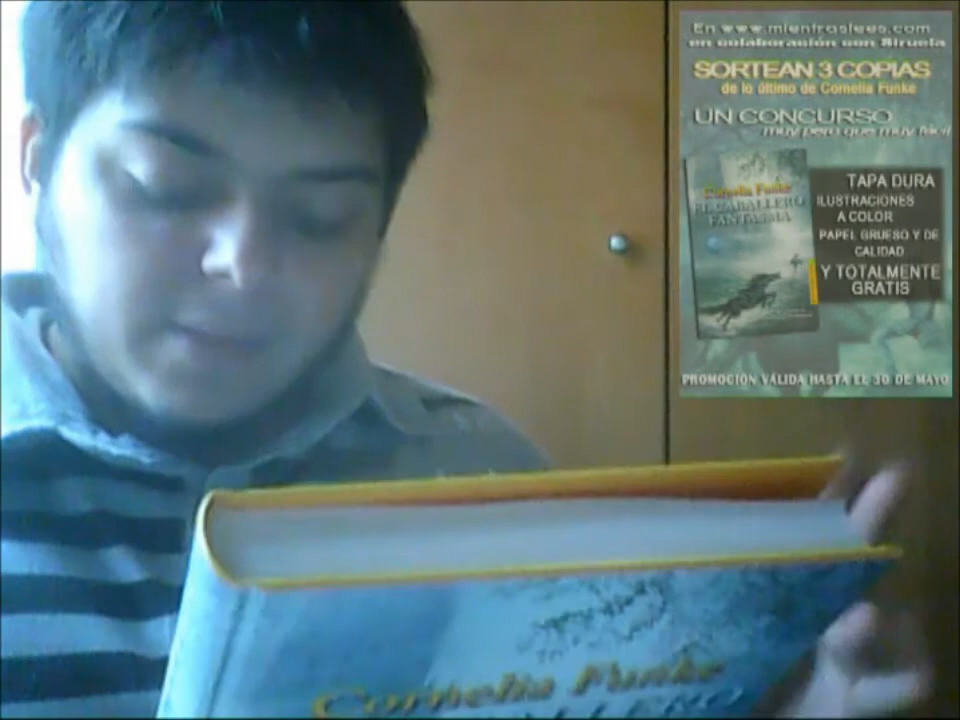 En www.mientraslees.com
en colaboración con Siruela
SORTEAN 3 COPIAS
de lo último de Cornelia Funke
UN CONCURSO
muy pero que muy fácil
Cornelia Funke
EL CABALLERO
FANTASMA
TAPA DURA
ILUSTRACIONES
A COLOR
PAPEL GRUESO Y DE
CALIDAD
Y TOTALMENTE
GRATIS
PROMOCIÓN VÁLIDA HASTA EL 30 DE MAYO
Cornelia Funke
CABALLERO